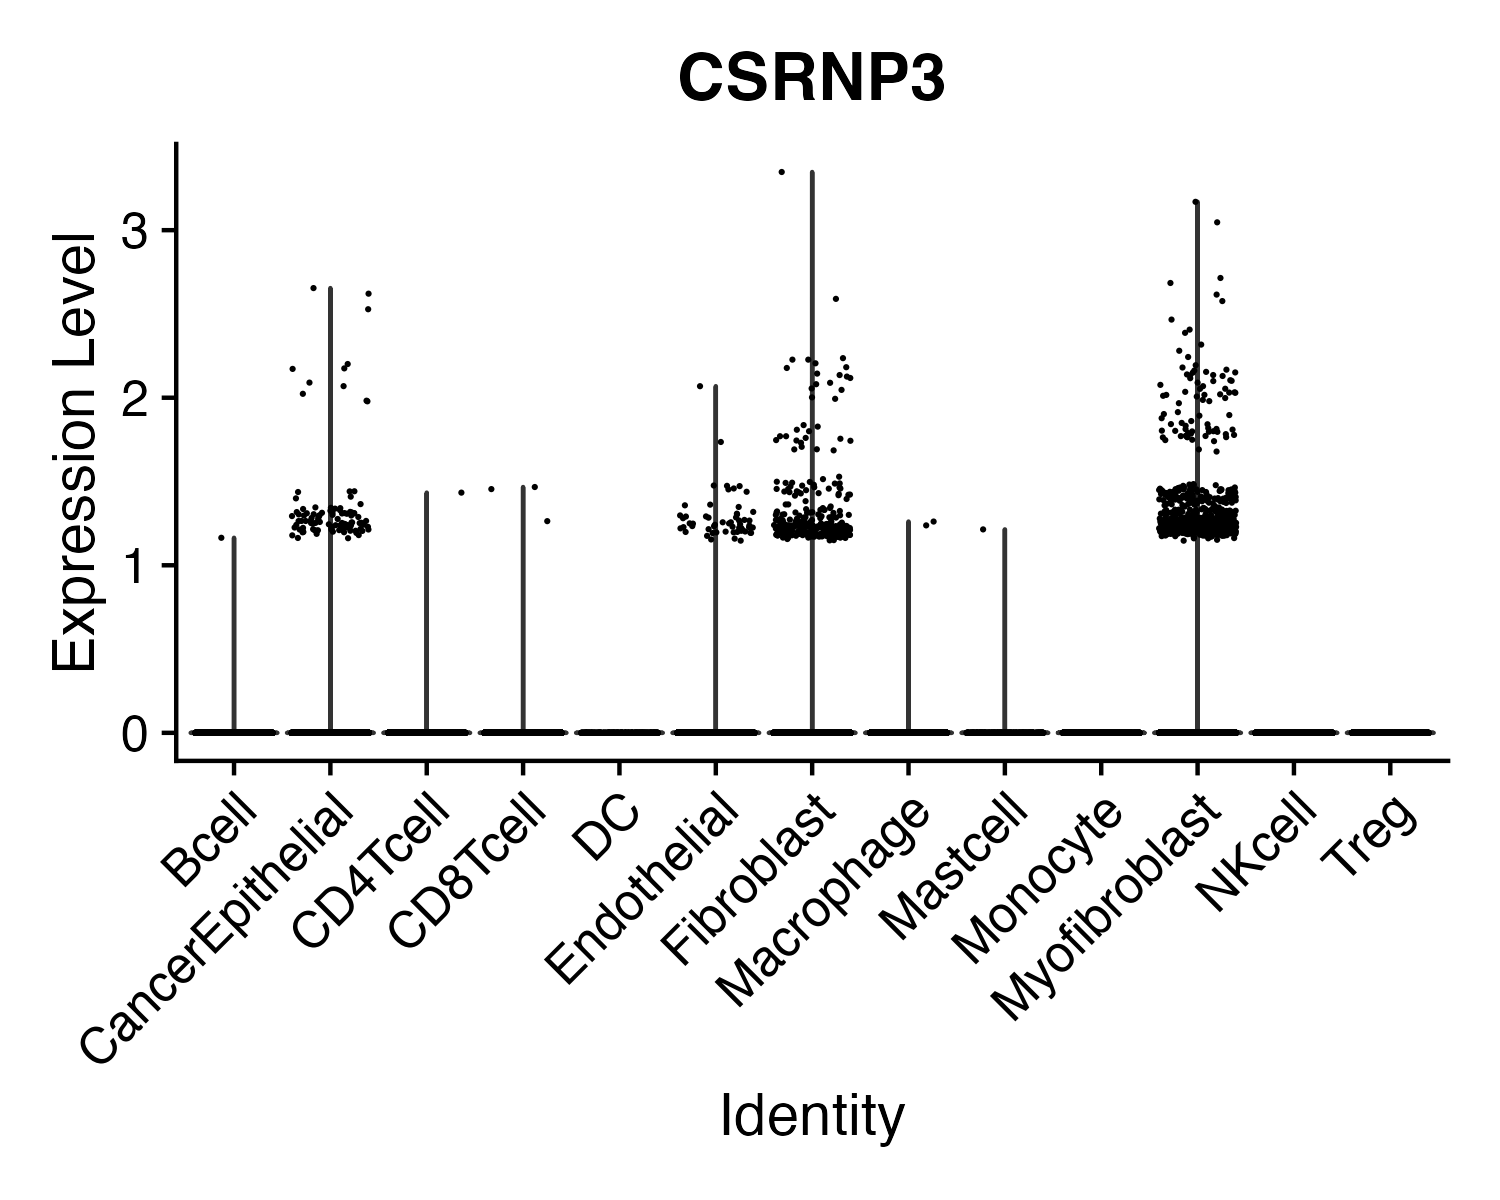 CSRNP3
Expression Level
3
2
1
0
Bcell
CancerEpithelial
CD4Tcell
CD8Tcell
DC
Endothelial
Fibroblast
Macrophage
Mastcell
Monocyte
Myofibroblast
NKcell
Treg
Identity